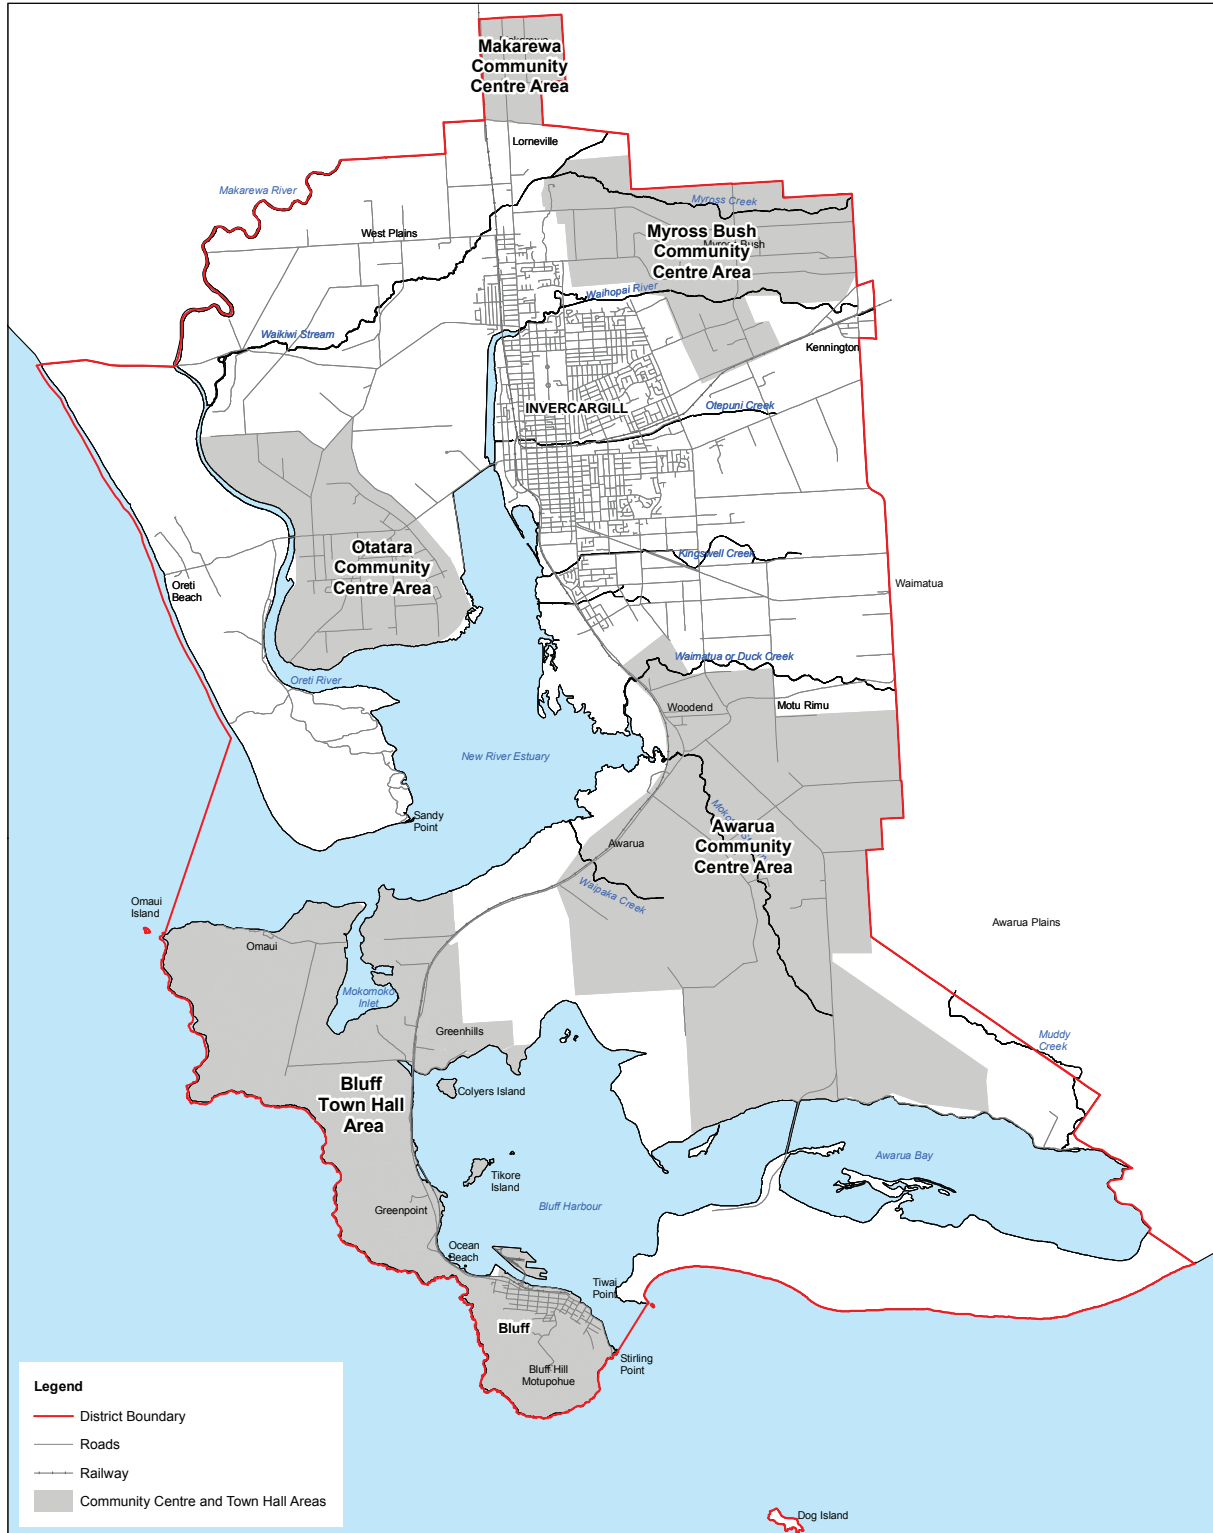 Makarewa
Community
Centre Area
Lorneville
Makarewa River
Myross Creek
West Plains
Myross Bush
Community
Centre Area
Myross Bush
Waihopai River
Waikiwi Stream
Kennington
INVERCARGILL
Otepuni Creek
Otatara
Community
Centre Area
Kingswell Creek
Oreti
Beach
Waimatua
Waimatua or Duck Creek
Oreti River
Woodend
Motu Rimu
New River Estuary
Sandy
Point
Awarua
Awarua
Community
Centre Area
Waipaka Creek
Omaui
Island
Omaui
Awarua Plains
Mokomoko
Inlet
Greenhills
Muddy
Creek
Bluff
Town Hall
Area
Colyers Island
Awarua Bay
Tikore
Island
Greenpoint
Bluff Harbour
Ocean
Beach
Tiwai
Point
Bluff
Stirling
Point
Bluff Hill
Motupohue
Legend
District Boundary
Roads
Railway
Community Centre and Town Hall Areas
Dog Island